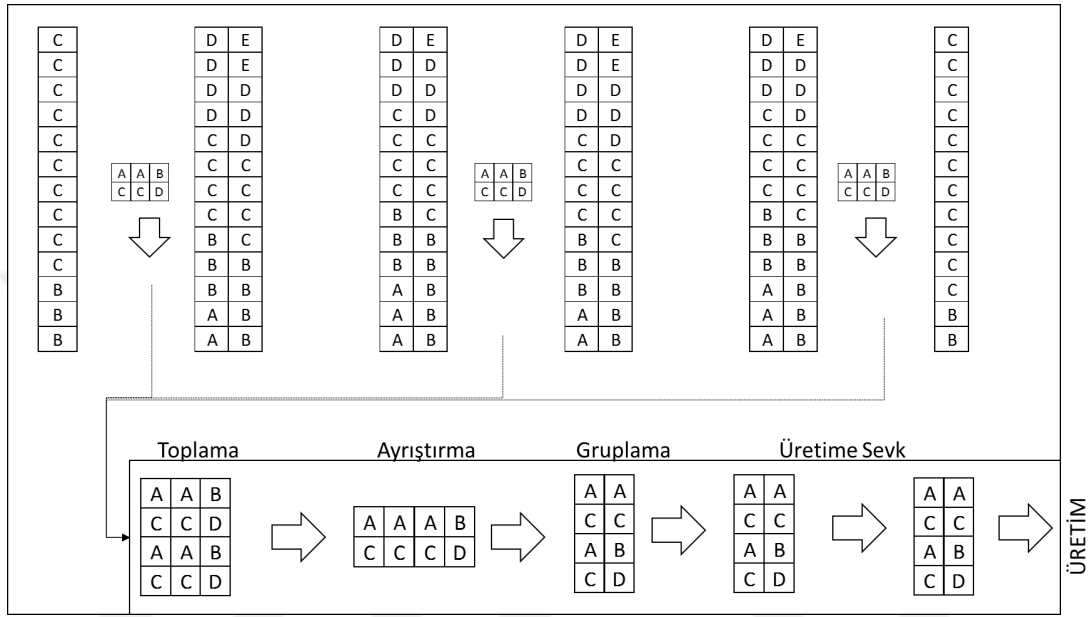 C D E D E D E D E C
C D E D D D E D D C
C D D D D D D D D C
C D D C D D D C D C
C C D C C C D C C C
C A A B C C C C A A B C C C C A A B C
C C C D C C C C C C D C C C C C C D C
C C C B C C C B C C
C B C B B B C B B C
C B B B B B B B B C
B B B A B B B A B C
B A B A B A B A B B
B A B A B A B A B B
Toplama Ayrıştırma Gruplama Üretime Sevk
A A B
C C D
A A B
C C D
A A A B
C C C D
A A
C C
A B
C D
A A
C C
A B
C D
A A
C C
A B
C D
ÜRETİM